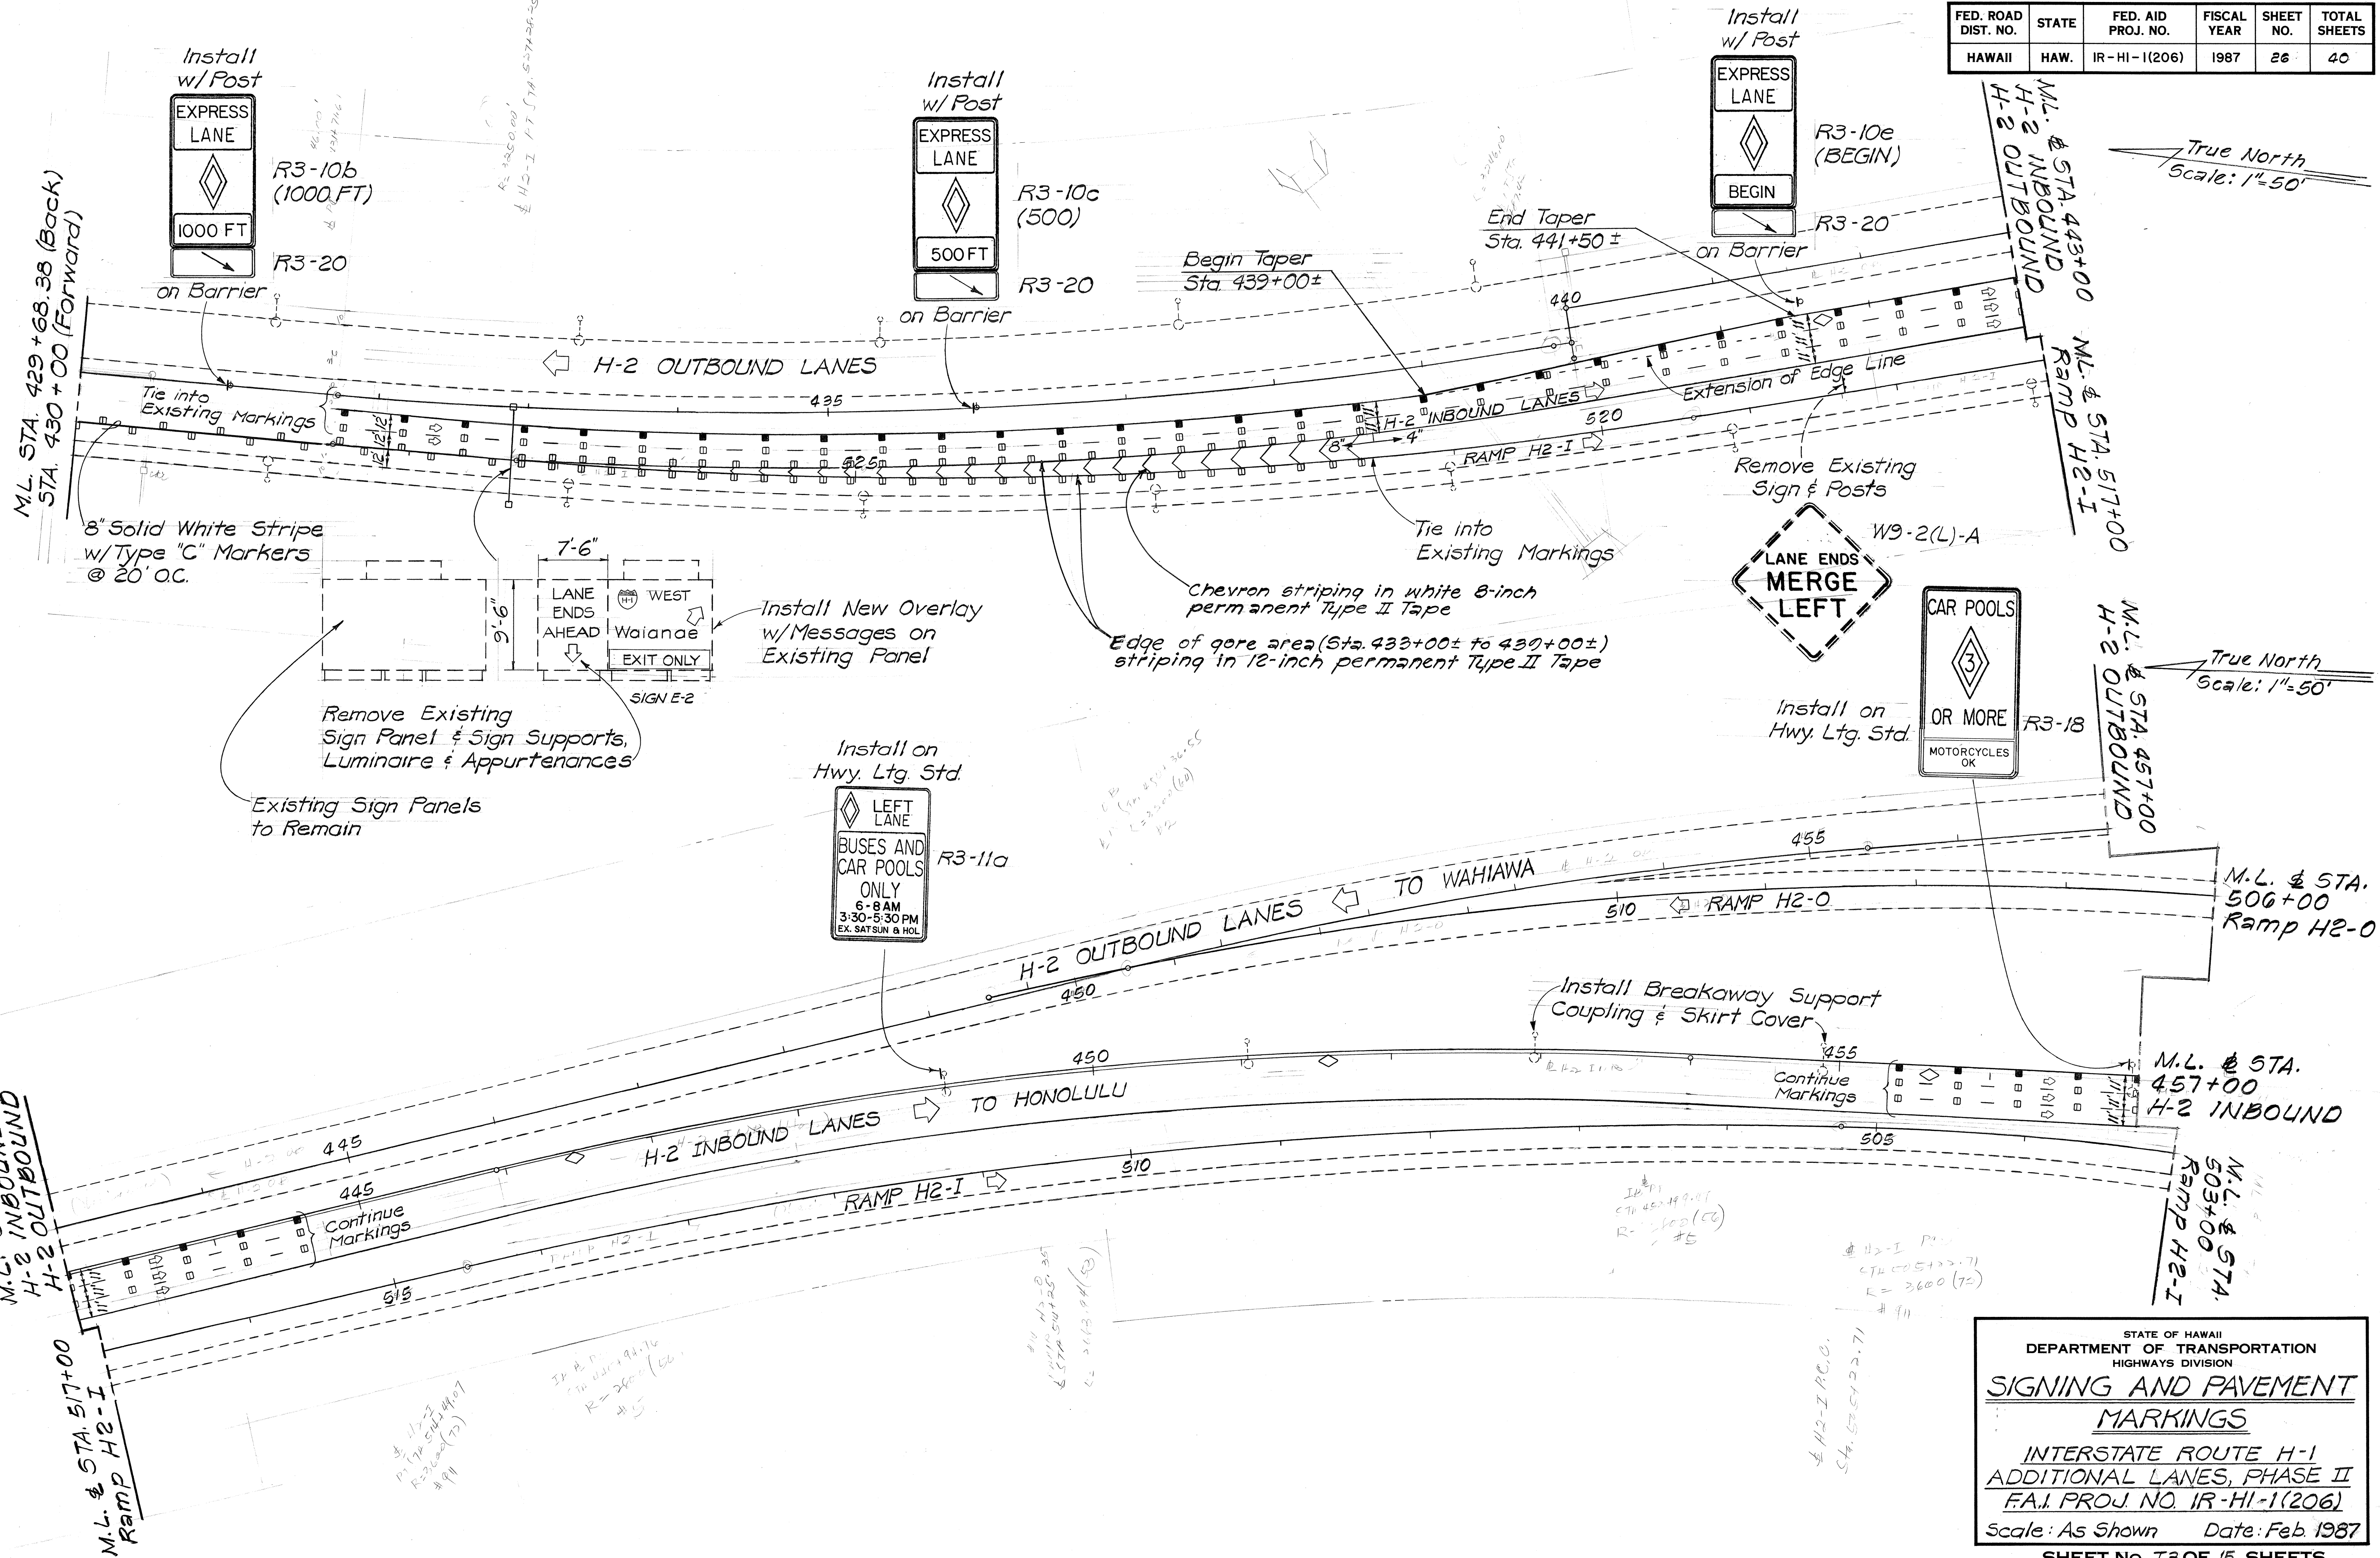 FED. ROAD DIST. NO.
STATE
FED. AID PROJ. NO.
FISCAL YEAR
SHEET NO.
TOTAL SHEETS
HAWAII
HAW.
IR-HI-1(206)
1987
26
40
Install
w/ Post
EXPRESS
LANE
1000 FT
R3-10b
(1000 FT)
R3-20
on Barrier
Install
w/ Post
EXPRESS
LANE
500 FT
R3-10c
(500)
R3-20
on Barrier
Install
w/ Post
EXPRESS
LANE
BEGIN
R3-10e
(BEGIN)
R3-20
on Barrier
M.L. STA. 429+68.38 (Back)
STA. 430+00 (Forward)
M.L. ℄ STA. 443+00
H-2 INBOUND
H-2 OUTBOUND
True North
Scale: 1"=50'
Begin Taper
Sta. 439+00±
End Taper
Sta. 441+50±
440
H-2 OUTBOUND LANES
435
Tie into
Existing Markings
12' 12' 12'
H-2 INBOUND LANES
Extension of Edge Line
525
8"
4"
520
RAMP H2-I
M.L. ℄ STA. 517+00
Ramp H2-I
8" Solid White Stripe
w/Type "C" Markers
@ 20' O.C.
7'-6"
9'-6"
LANE
ENDS
AHEAD
H-1
WEST
Waianae
EXIT ONLY
SIGN E-2
Install New Overlay
w/Messages on
Existing Panel
Remove Existing
Sign Panel & Sign Supports,
Luminaire & Appurtenances
Existing Sign Panels
to Remain
Tie into
Existing Markings
Chevron striping in white 8-inch
permanent Type II Tape
Edge of gore area (Sta. 433+00± to 439+00±)
striping in 12-inch permanent Type II Tape
Remove Existing
Sign & Posts
LANE ENDS
MERGE
LEFT
W9-2(L)-A
CAR POOLS
3
OR MORE
MOTORCYCLES
OK
R3-18
Install on
Hwy. Ltg. Std.
M.L. ℄ STA. 457+00
H-2 OUTBOUND
True North
Scale: 1"=50'
Install on
Hwy. Ltg. Std.
LEFT
LANE
BUSES AND
CAR POOLS
ONLY
6-8 AM
3:30-5:30 PM
EX. SAT SUN & HOL
R3-11a
455
H-2 OUTBOUND LANES
TO WAHIAWA
510
RAMP H2-O
450
M.L. ℄ STA.
506+00
Ramp H2-O
Install Breakaway Support
Coupling & Skirt Cover
450
455
Continue
Markings
M.L. ℄ STA.
457+00
H-2 INBOUND
H-2 INBOUND LANES
TO HONOLULU
445
445
Continue
Markings
H-2 INBOUND
H-2 OUTBOUND
RAMP H2-I
510
505
515
M.L. ℄ STA. 517+00
Ramp H2-I
M.L. ℄ STA.
503+00
Ramp H2-I
℄ H2-I P.C.C.
STATE OF HAWAII
DEPARTMENT OF TRANSPORTATION
HIGHWAYS DIVISION
SIGNING AND PAVEMENT
MARKINGS
INTERSTATE ROUTE H-1
ADDITIONAL LANES, PHASE II
F.A.I. PROJ. NO. IR-HI-1(206)
Scale: As Shown Date: Feb. 1987